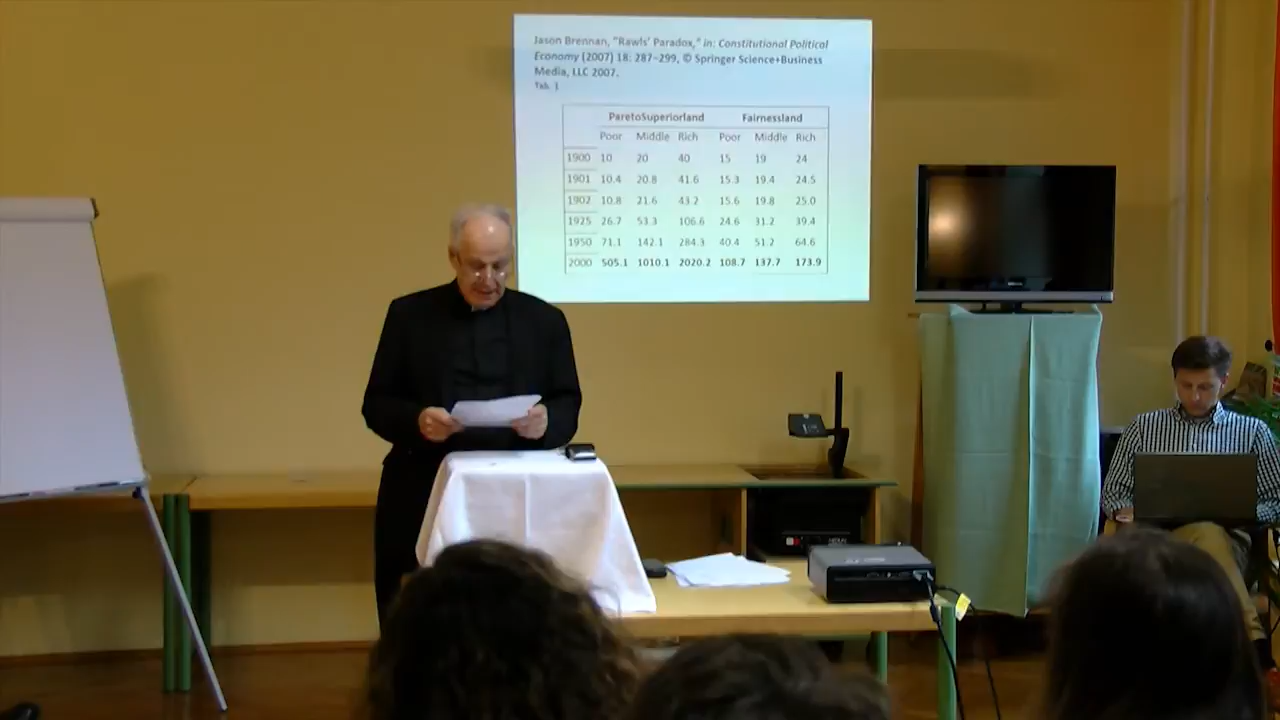 Jason Brennan, "Rawls' Paradox," in: Constitutional Political
Economy (2007) 18: 287–299, © Springer Science+Business
Media, LLC 2007.
Tab. 1
ParetoSuperiorland Fairnessland
Poor Middle Rich Poor Middle Rich
1900 10 20 40 15 19 24
1901 10.4 20.8 41.6 15.3 19.4 24.5
1902 10.8 21.6 43.2 15.6 19.8 25.0
1925 26.7 53.3 106.6 24.6 31.2 39.4
1950 71.1 142.1 284.3 40.4 51.2 64.6
2000 505.1 1010.1 2020.2 108.7 137.7 173.9